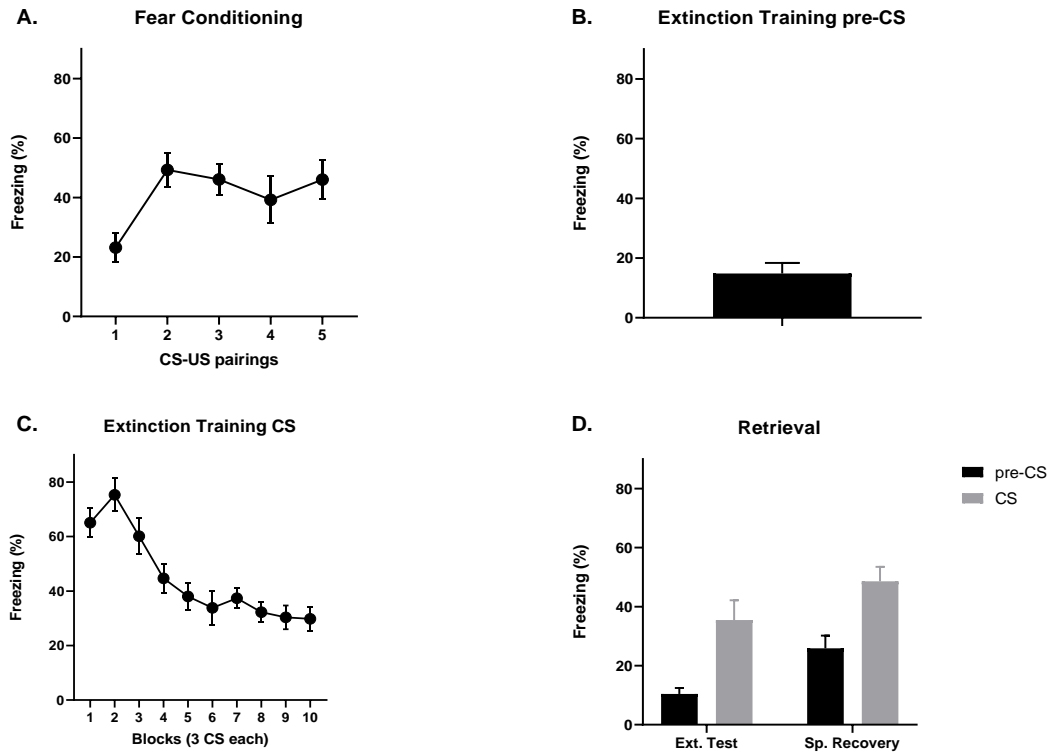 A.
Fear Conditioning
80
60
40
20
0
Freezing (%)
1 2 3 4 5
CS-US pairings
B.
Extinction Training pre-CS
80
60
40
20
0
Freezing (%)
C.
Extinction Training CS
80
60
40
20
0
Freezing (%)
1 2 3 4 5 6 7 8 9 10
Blocks (3 CS each)
D.
Retrieval
80
60
40
20
0
Freezing (%)
Ext. Test Sp. Recovery
pre-CS
CS